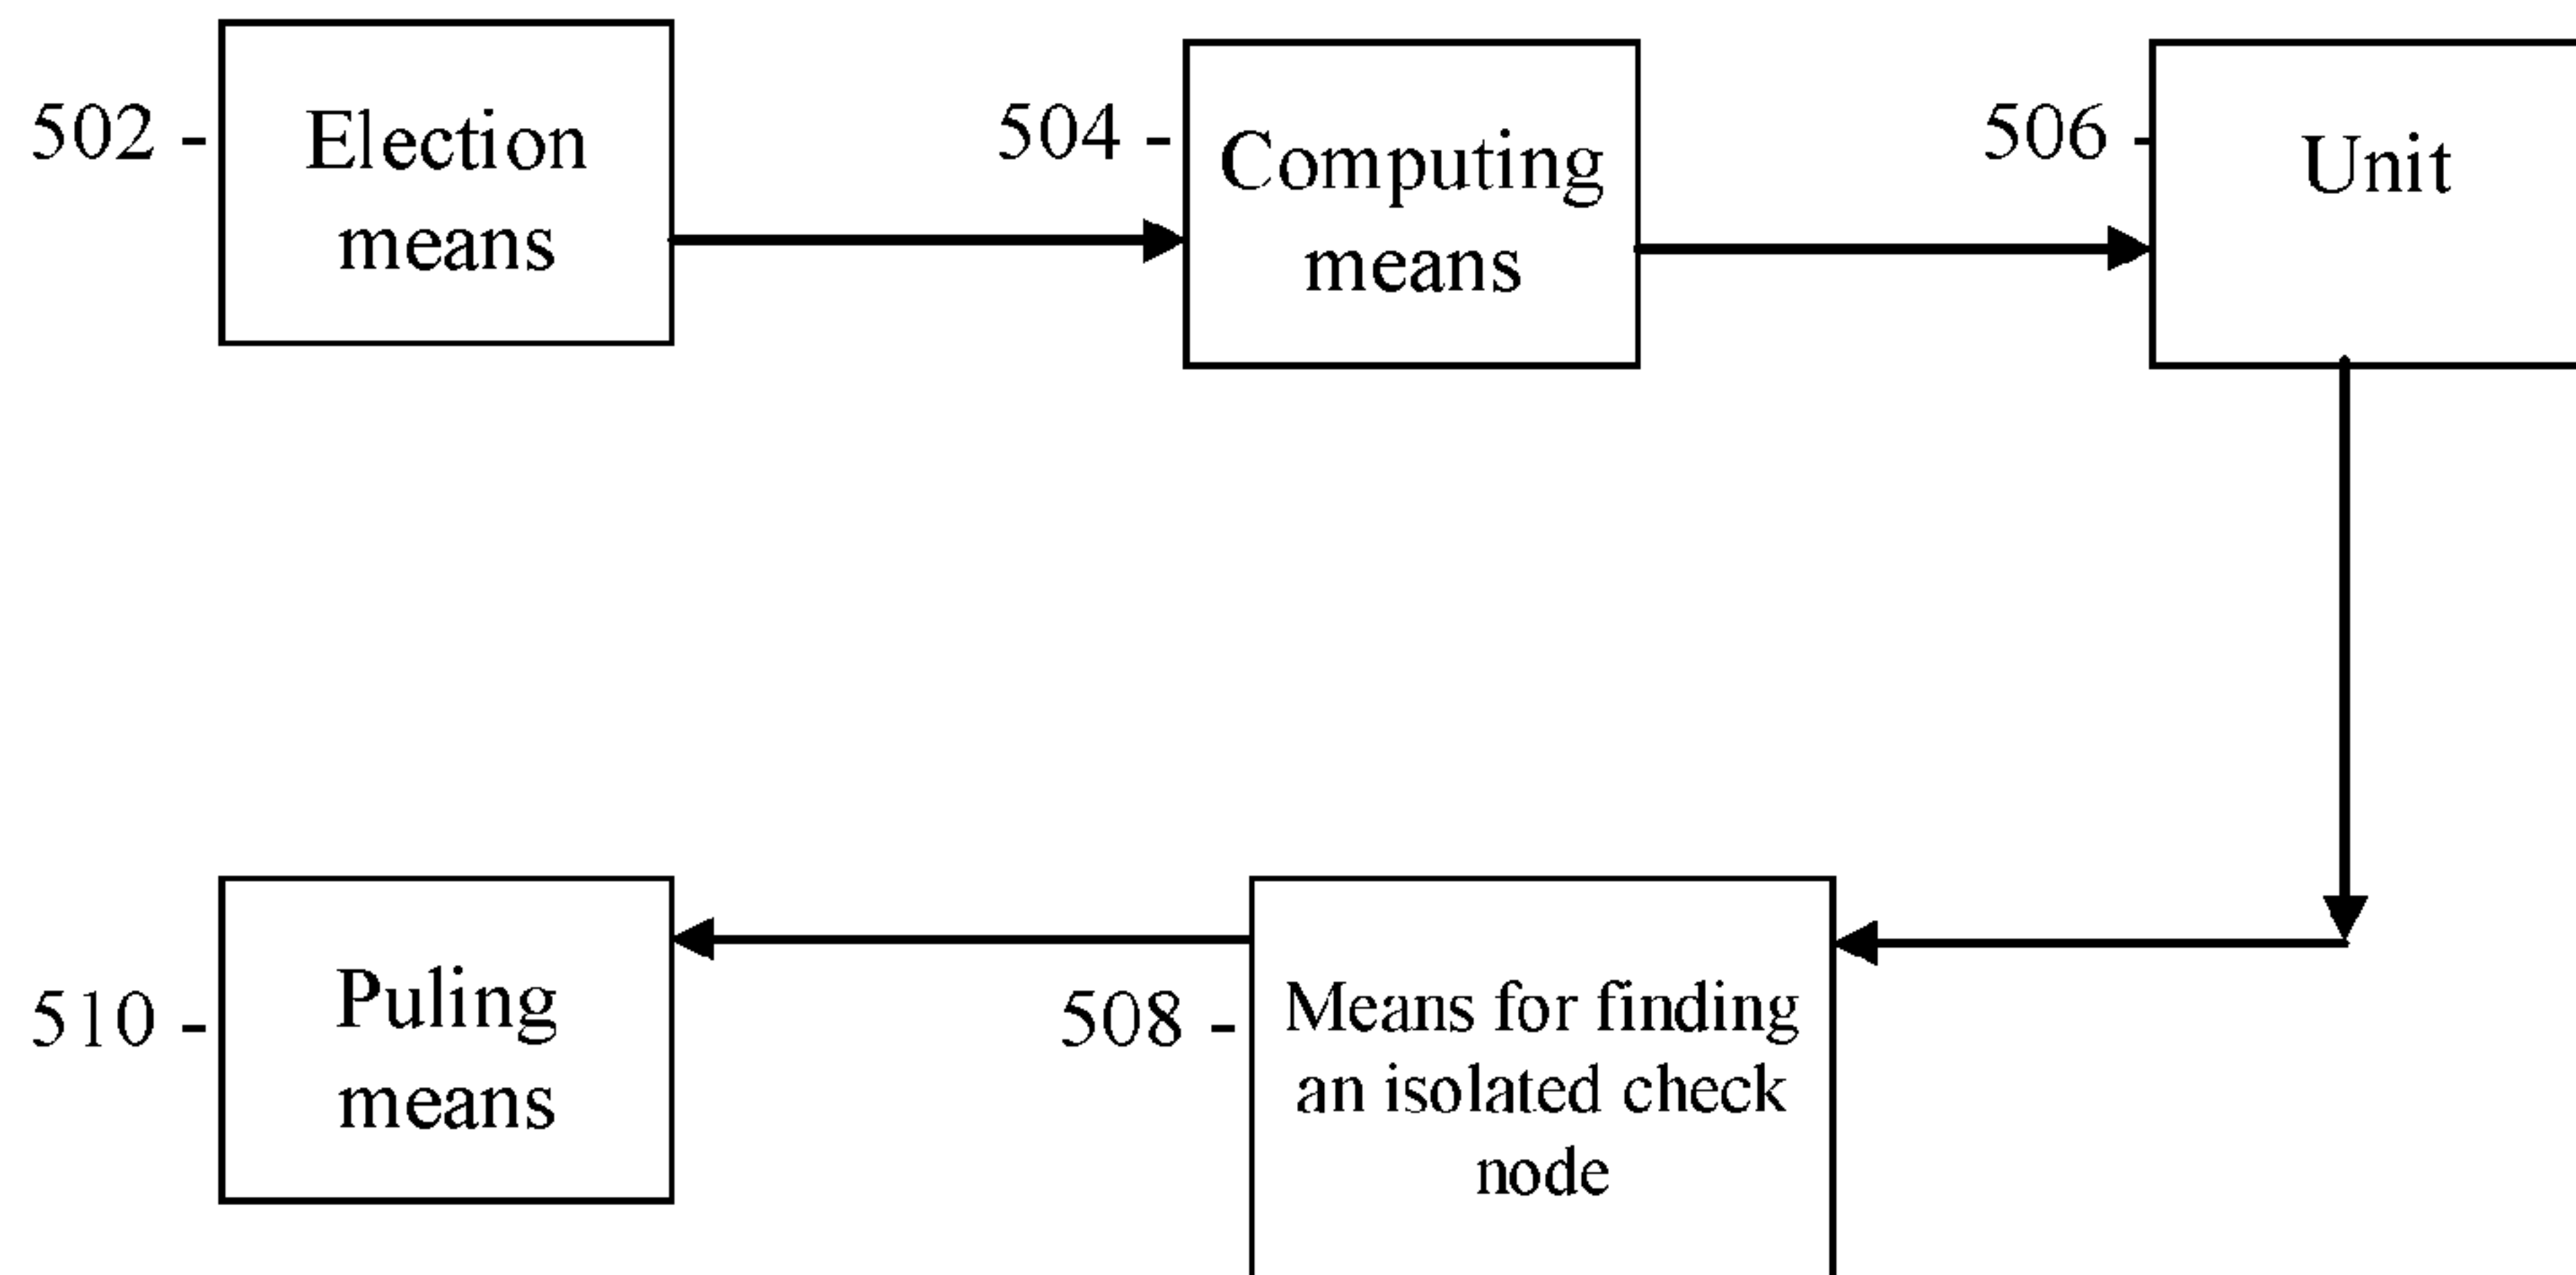 502 -
Election
means
504 -
Computing
means
506 -
Unit
510 -
Puling
means
508 -
Means for finding
an isolated check
node